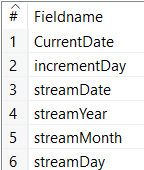 # Fieldname
1 CurrentDate
2 incrementDay
3 streamDate
4 streamYear
5 streamMonth
6 streamDay